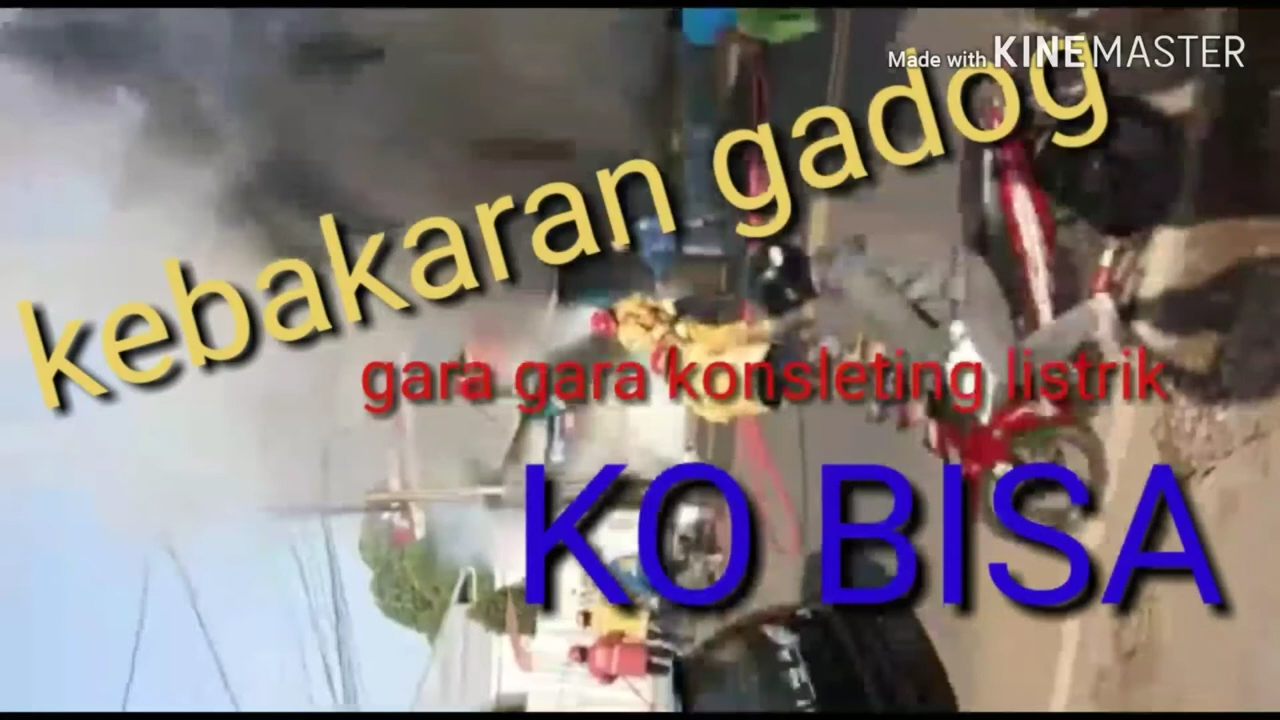 Made with KINEMASTER
kebakaran gadog
gara gara konsleting listrik
KO BISA